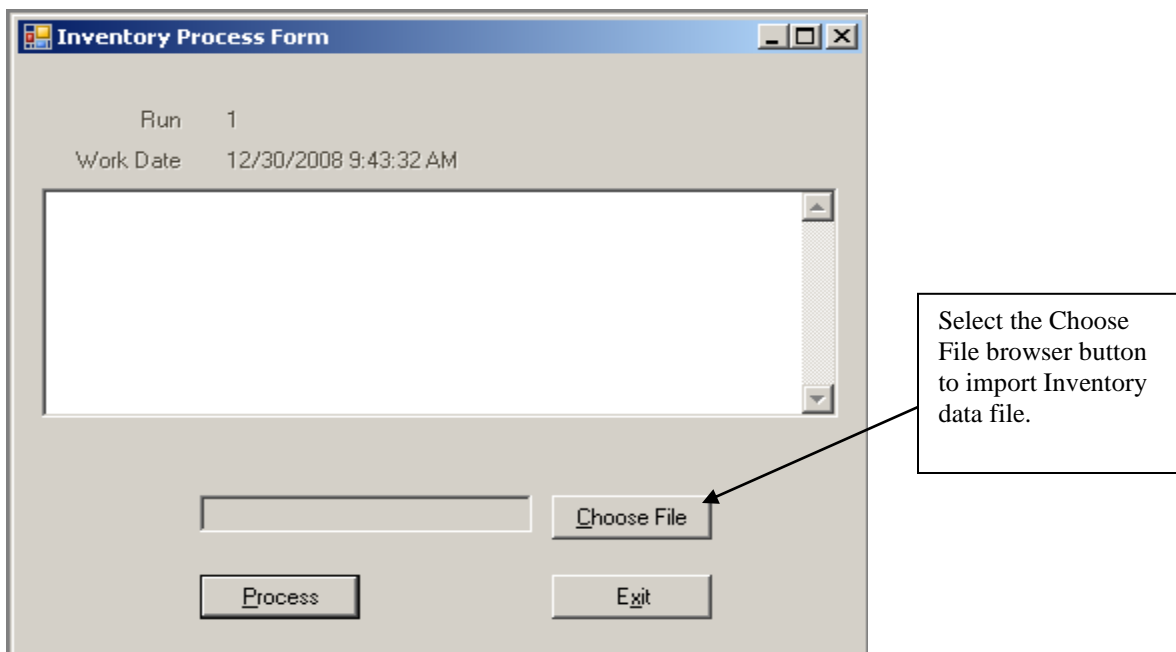 Inventory Process Form
Run 1
Work Date 12/30/2008 9:43:32 AM
Select the Choose
File browser button
to import Inventory
data file.
Choose File
Process Exit